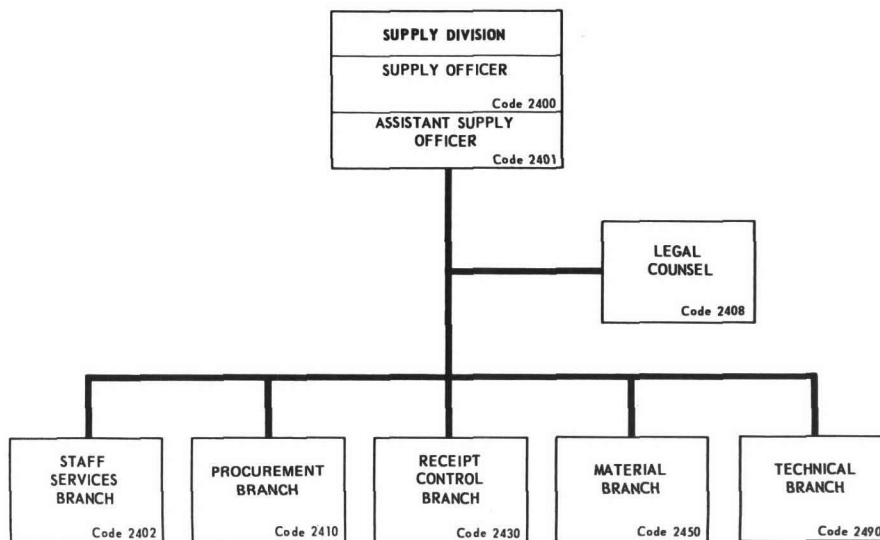 SUPPLY DIVISION
SUPPLY OFFICER
Code 2400
ASSISTANT SUPPLY
OFFICER
Code 2401
LEGAL
COUNSEL
Code 2408
STAFF
SERVICES
BRANCH
Code 2402
PROCUREMENT
BRANCH
Code 2410
RECEIPT
CONTROL
BRANCH
Code 2430
MATERIAL
BRANCH
Code 2450
TECHNICAL
BRANCH
Code 2490